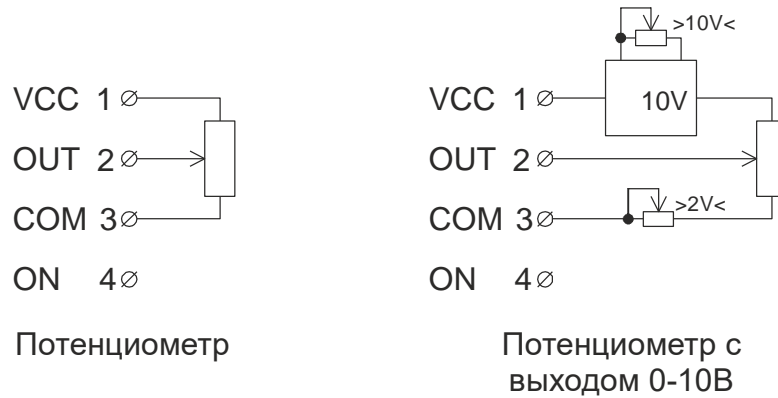 VCC 1
OUT 2
COM 3
ON 4
Потенциометр
>10V<
VCC 1
10V
OUT 2
COM 3
>2V<
ON 4
Потенциометр с
выходом 0-10В